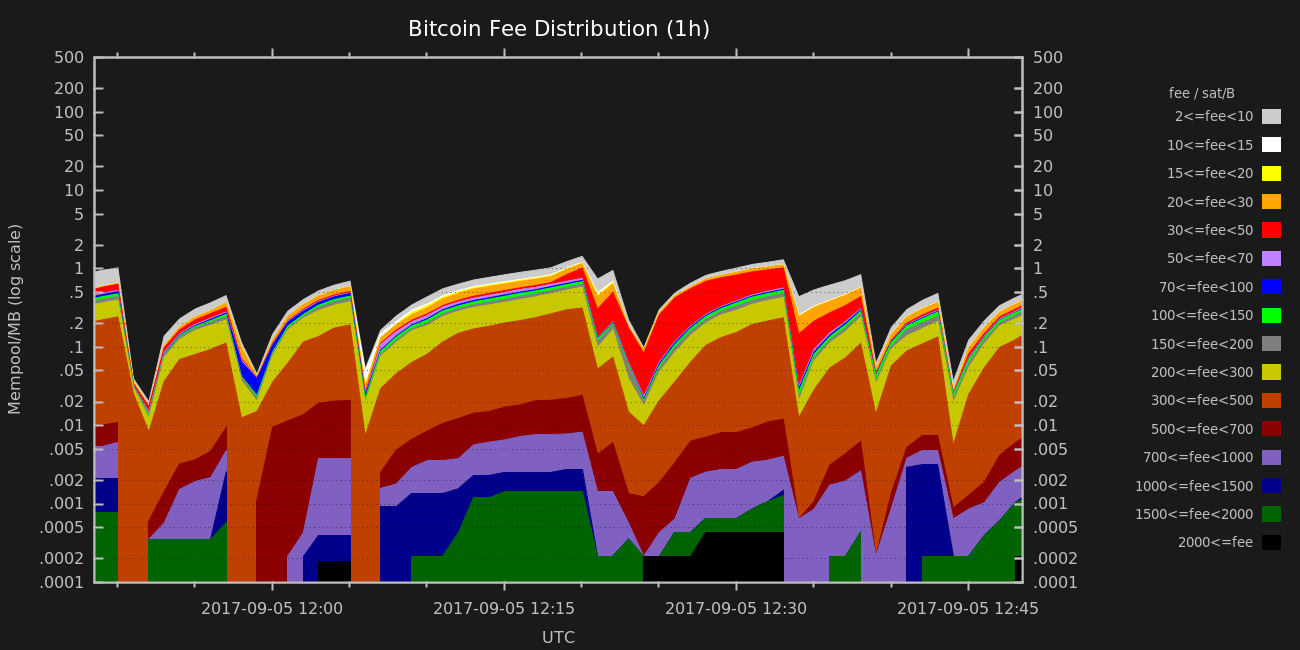 Bitcoin Fee Distribution (1h)
500 500
200 200
100 100
50 50
20 20
10 10
5 5
2 2
1 1
.5 .5
.2 .2
.1 .1
.05 .05
.02 .02
.01 .01
.005 .005
.002 .002
.001 .001
.0005 .0005
.0002 .0002
.0001 .0001
Mempool/MB (log scale)
2017-09-05 12:00 2017-09-05 12:15 2017-09-05 12:30 2017-09-05 12:45
UTC
fee / sat/B
2<=fee<10
10<=fee<15
15<=fee<20
20<=fee<30
30<=fee<50
50<=fee<70
70<=fee<100
100<=fee<150
150<=fee<200
200<=fee<300
300<=fee<500
500<=fee<700
700<=fee<1000
1000<=fee<1500
1500<=fee<2000
2000<=fee